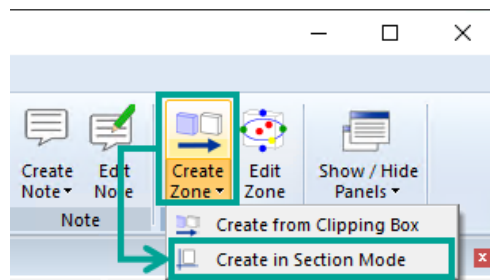 Create Edit Create Edit Show / Hide
Note Note Zone Zone Panels
Note
Create from Clipping Box
Create in Section Mode